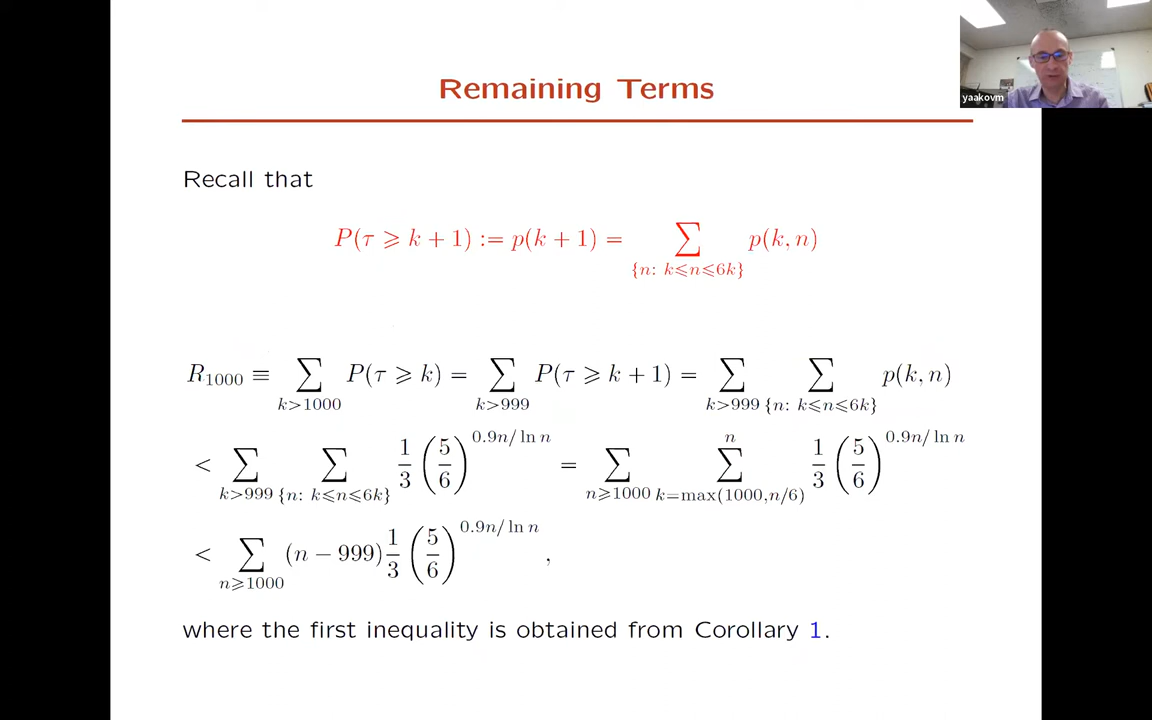 Remaining Terms
yaakovm
Recall that
P(τ ⩾ k + 1) := p(k + 1) = ∑_{{n: k⩽n⩽6k}} p(k, n)
R_{1000} ≡ ∑_{k>1000} P(τ ⩾ k) = ∑_{k>999} P(τ ⩾ k + 1) = ∑_{k>999} ∑_{{n: k⩽n⩽6k}} p(k, n)
< ∑_{k>999} ∑_{{n: k⩽n⩽6k}} 1/3 (5/6)^{0.9n/ ln n} = ∑_{n⩾1000} ∑_{k=max(1000,n/6)}^{n} 1/3 (5/6)^{0.9n/ ln n}
< ∑_{n⩾1000} (n − 999) 1/3 (5/6)^{0.9n/ ln n} ,
where the first inequality is obtained from Corollary 1.